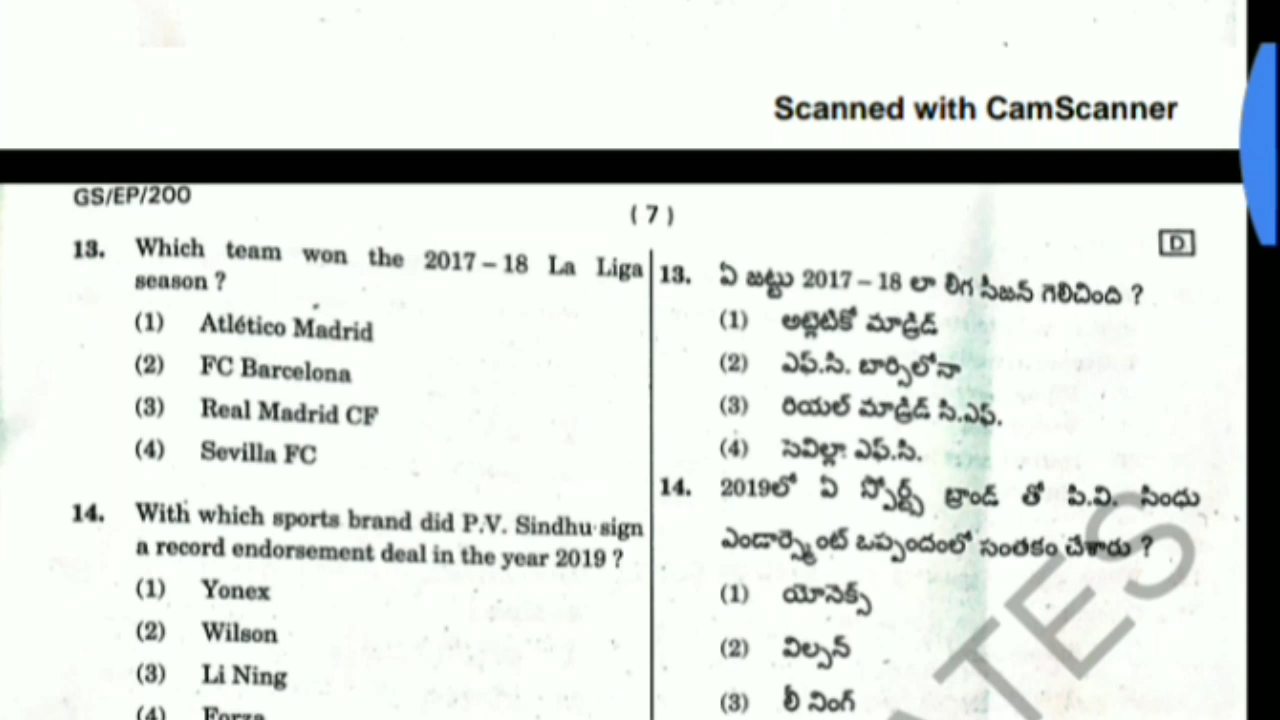 Scanned with CamScanner
GS/EP/200
( 7 )
D
13. Which team won the 2017 – 18 La Liga
season ?
(1) Atlético Madrid
(2) FC Barcelona
(3) Real Madrid CF
(4) Sevilla FC
14. With which sports brand did P.V. Sindhu sign
a record endorsement deal in the year 2019 ?
(1) Yonex
(2) Wilson
(3) Li Ning
(4) Forza
13. ఏ జట్టు 2017 – 18 లా లీగ సీజన్ గెలిచింది ?
(1) అట్లెటికో మాడ్రిడ్
(2) ఎఫ్.సి. బార్సిలోనా
(3) రియల్ మాడ్రిడ్ సి.ఎఫ్.
(4) సెవిల్లా ఎఫ్.సి.
14. 2019లో ఏ స్పోర్ట్స్ బ్రాండ్ తో పి.వి. సింధు
ఎండార్స్మెంట్ ఒప్పందంలో సంతకం చేశారు ?
(1) యోనెక్స్
(2) విల్సన్
(3) లీ నింగ్